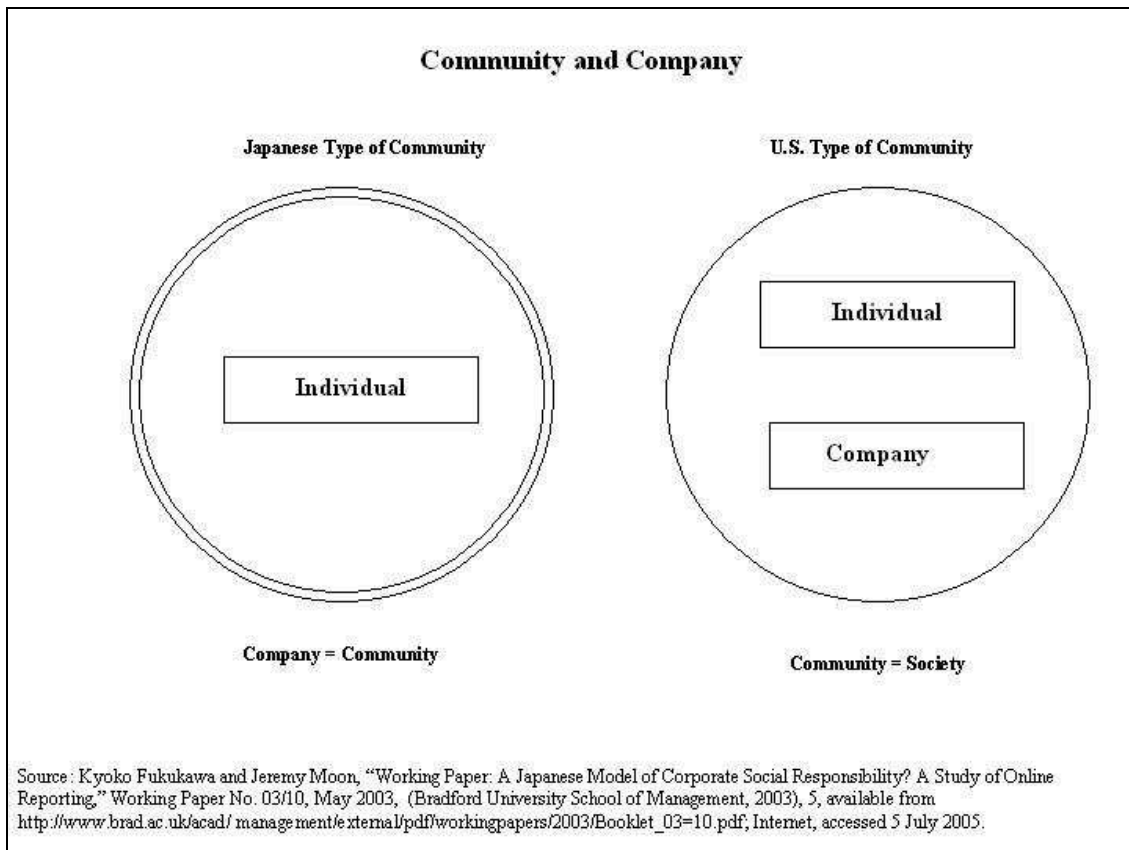 Community and Company
Japanese Type of Community
U.S. Type of Community
Individual
Individual
Company
Company = Community
Community = Society
Source: Kyoko Fukukawa and Jeremy Moon, “Working Paper: A Japanese Model of Corporate Social Responsibility? A Study of Online
Reporting,” Working Paper No. 03/10, May 2003, (Bradford University School of Management, 2003), 5, available from
http://www.brad.ac.uk/acad/ management/external/pdf/workingpapers/2003/Booklet_03=10.pdf; Internet, accessed 5 July 2005.